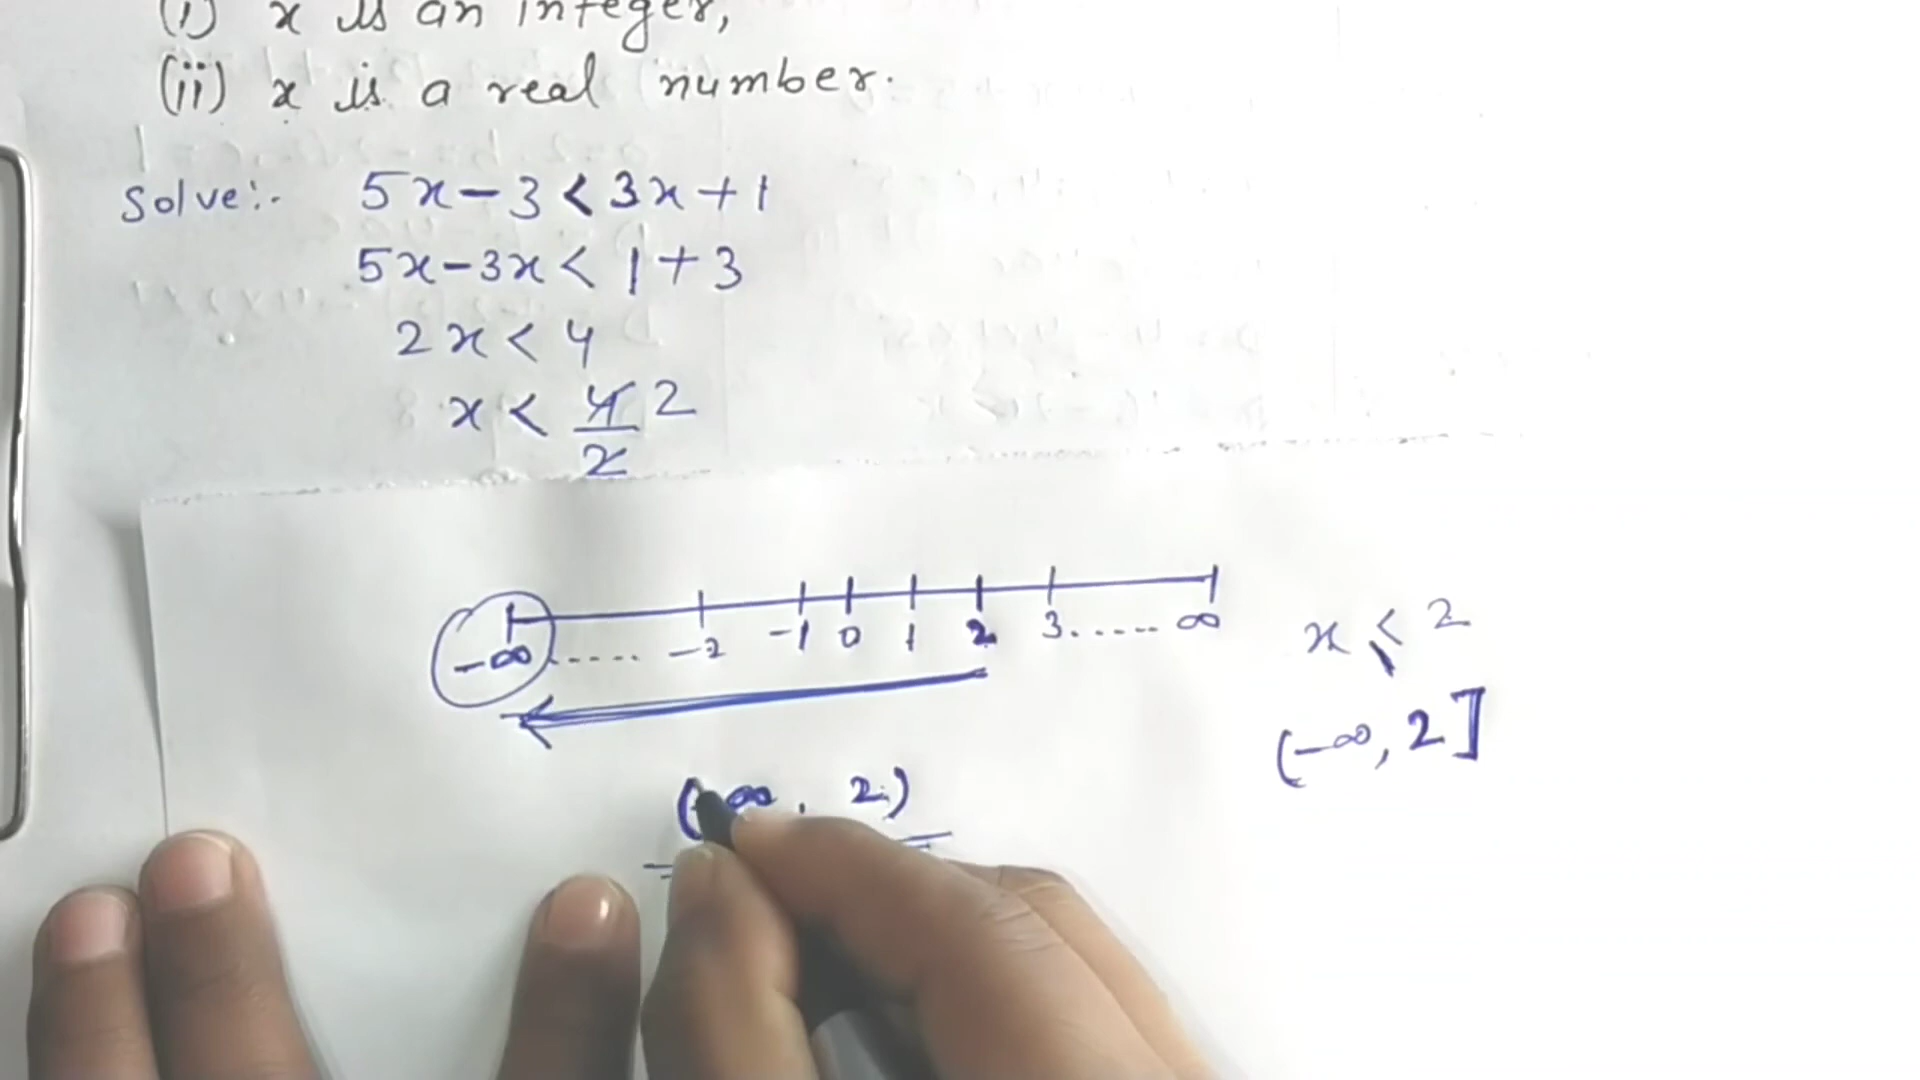 (i) x is an integer,
(ii) x is a real number.
Solve:- 5x-3<3x+1
5x-3x<1+3
2x<4
x<4/2 2
-∞ ..... -2 -1 0 1 2 3 ..... ∞
x ≤ 2
(-∞, 2]
(-∞, 2)